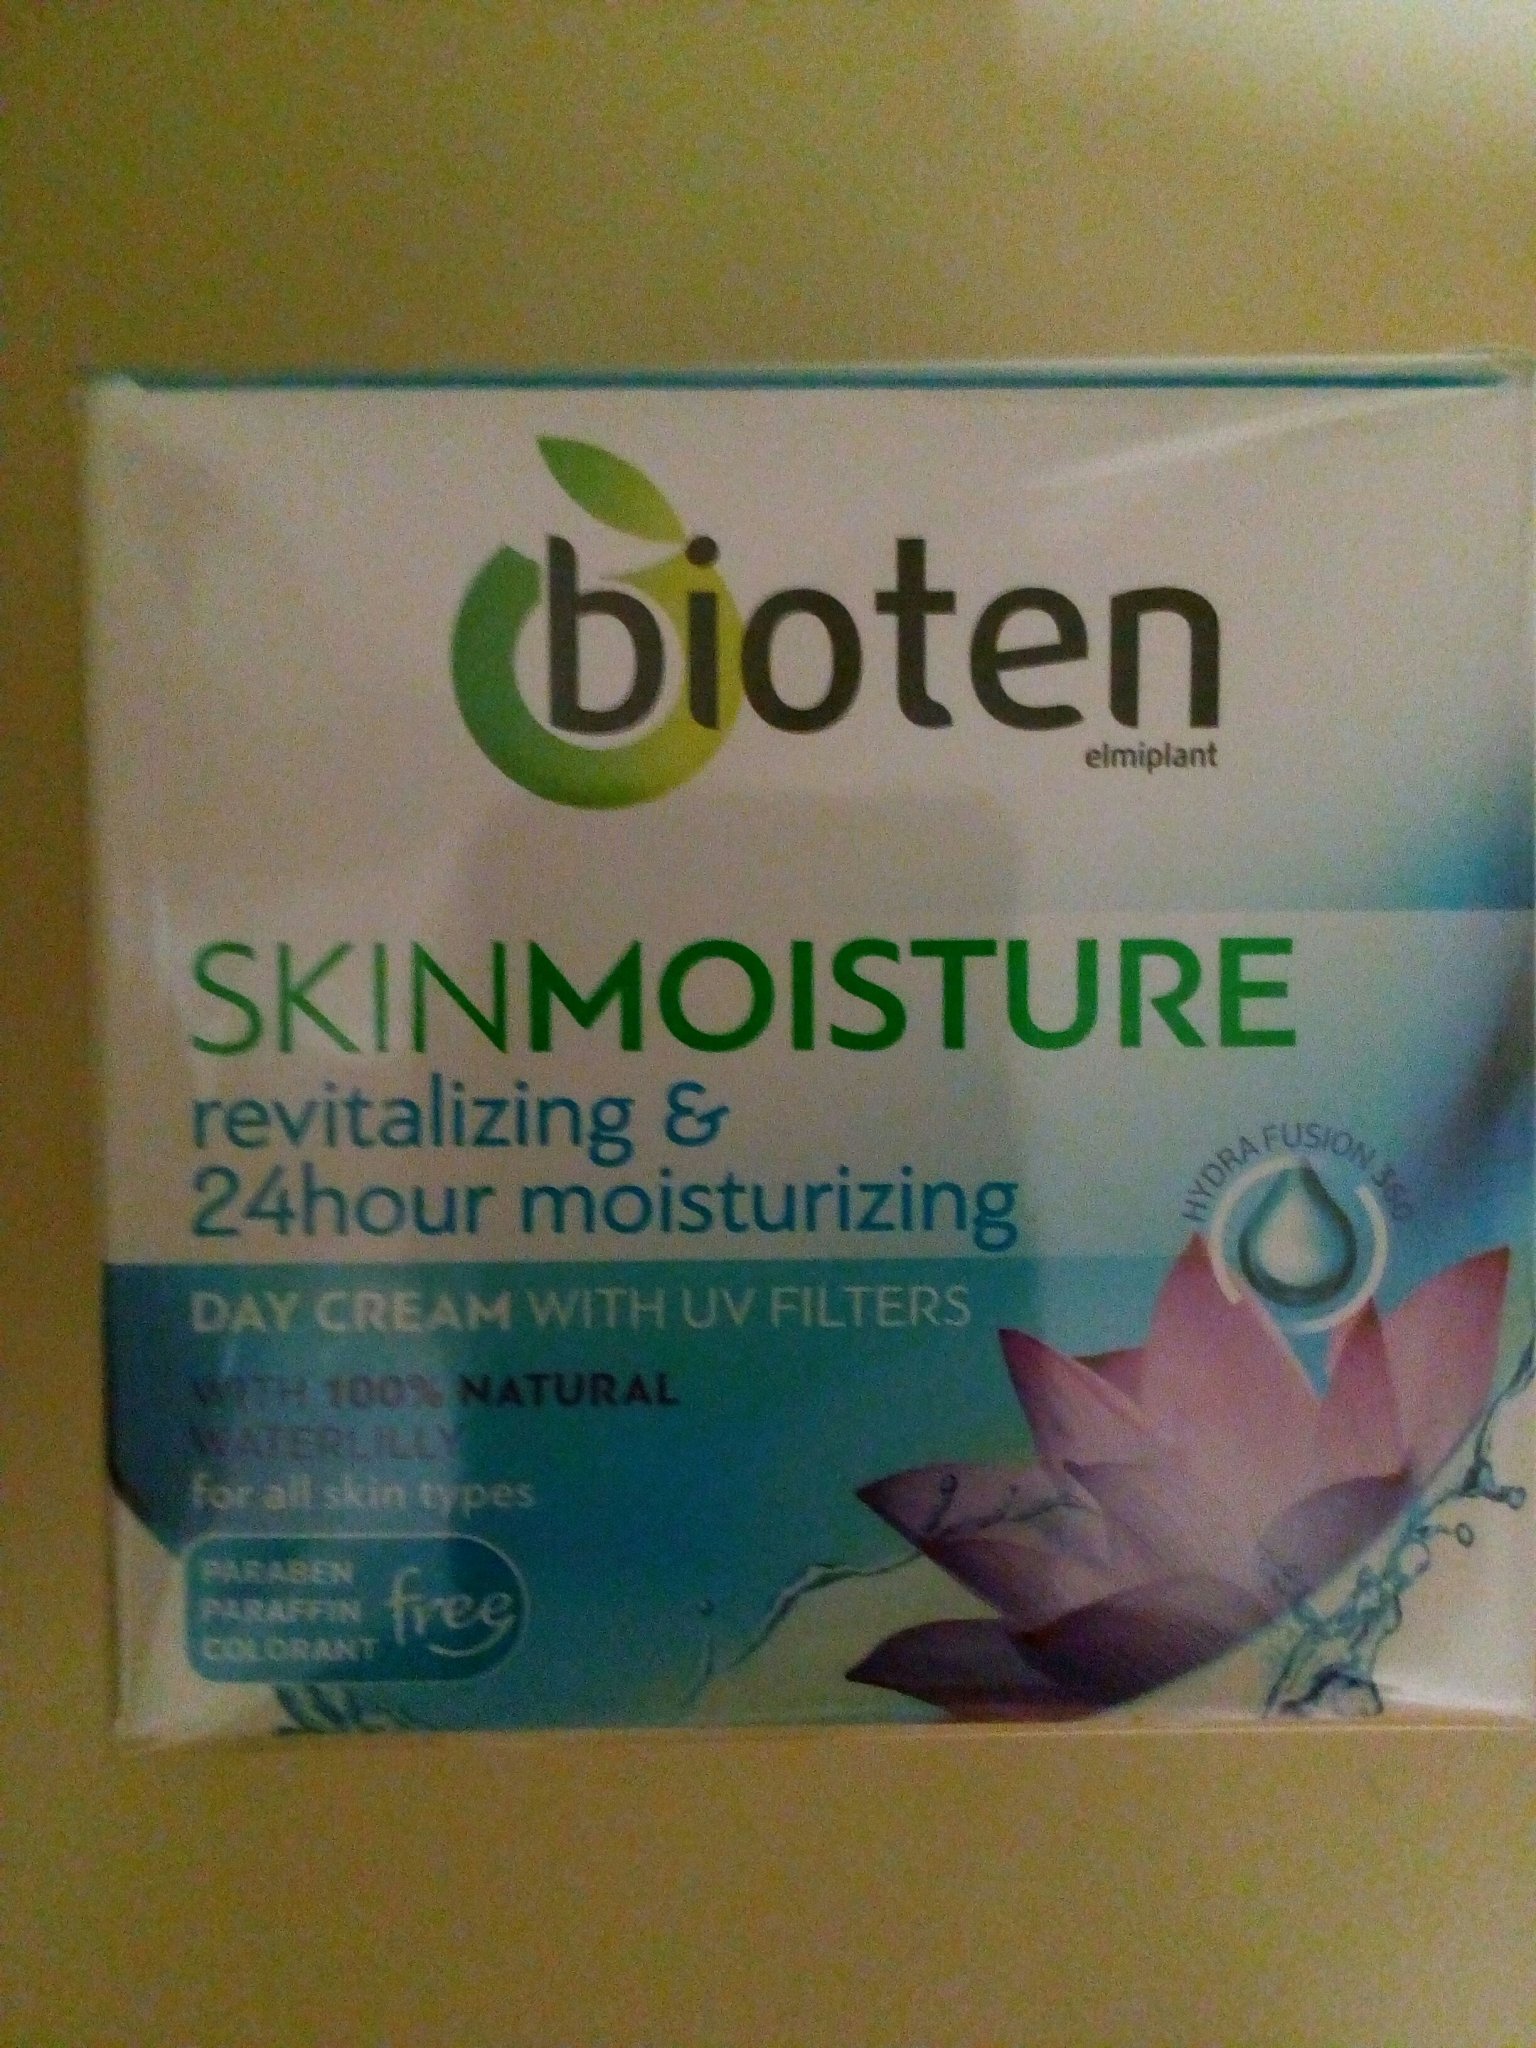 bioten
elmiplant
SKINMOISTURE
revitalizing &
24hour moisturizing
HYDRA FUSION 360
DAY CREAM WITH UV FILTERS
WITH 100% NATURAL
WATERLILLY
for all skin types
PARABEN
PARAFFIN
COLORANT
free